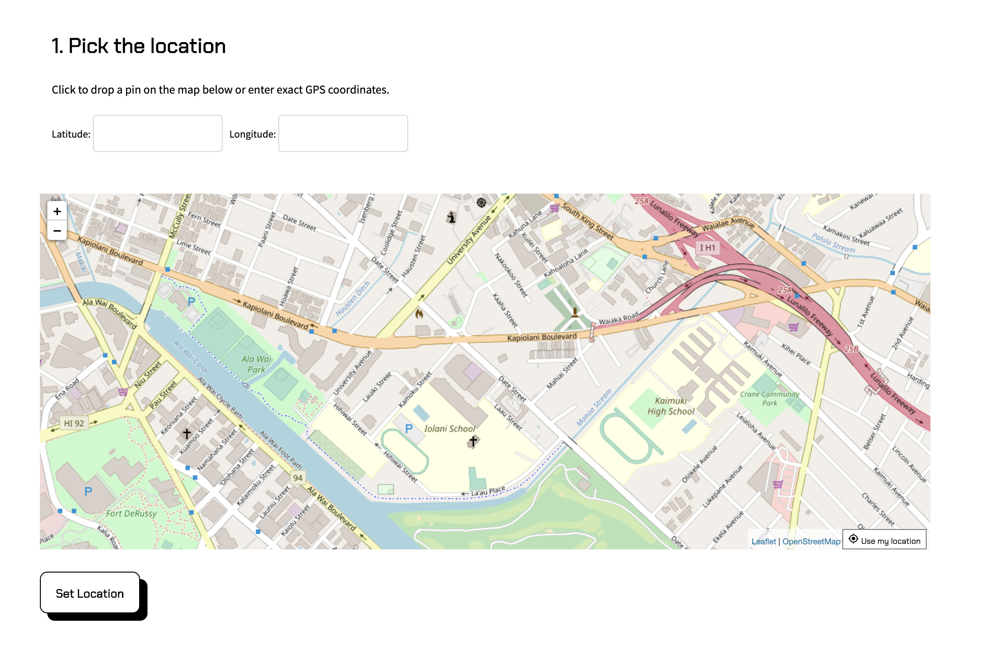 1. Pick the location
Click to drop a pin on the map below or enter exact GPS coordinates.
Latitude:
Longitude:
+
−
McCully Street
Fern Street
Lime Street
Paani Street
Date Street
Isenberg S
Coolidge Street
Hausten Street
Date Street
University Avenue
Kahuna Lane
Kuilei Street
South King Street
25A
Lunalilo Freeway
Waialae Avenue
Kalele
Kanewai
Kaluawaa Street
Kamakini Street
Palolo Stream
I H1
Kapiolani Boulevard
Makiki
Nakookoo Street
Kahoaloha Lane
Church Lane
Hoawa Street
Hausten Ditch
Kaaha Street
25A
Lunalilo Freeway
1st Avenue
2nd Avenue
Waia
Ala Wai Boulevard
P
Kapiolani Boulevard
Waiaka Road
Kapiolani Boulevard
Ala Wai Canal
Ala Wai
Park
University Avenue
Kaimuki Avenue
Kihei Place
25B
Niu Street
Pau Street
Ena Road
Ala Wai Clycle Path
Lauiki Street
Kamoku Street
Date Street
Mahiai Street
Manoa Stream
Kaimuki
High School
Crane Community
Park
Harding
Lunalilo Freeway
HI 92
Keoniana Street
Kuamoo Street
Namahana Street
'Olohana Street
Kalaimoku Street
Launiu Street
Kaiolu Street
Ala Wai Foot Path
Hihiwai Street
P
Iolani School
Laau Street
Leialoha Avenue
Belser Street
Lincoln Avenue
Hihiwai Street
94
Ala Wai Boulevard
La'au Place
Olokele Avenue
Lukepane Avenue
Ekela Avenue
Kaimuki Avenue
Charles Street
P
Fort DeRussy
Kalia Road
Place
Date S
Leaflet | OpenStreetMap
Use my location
Set Location